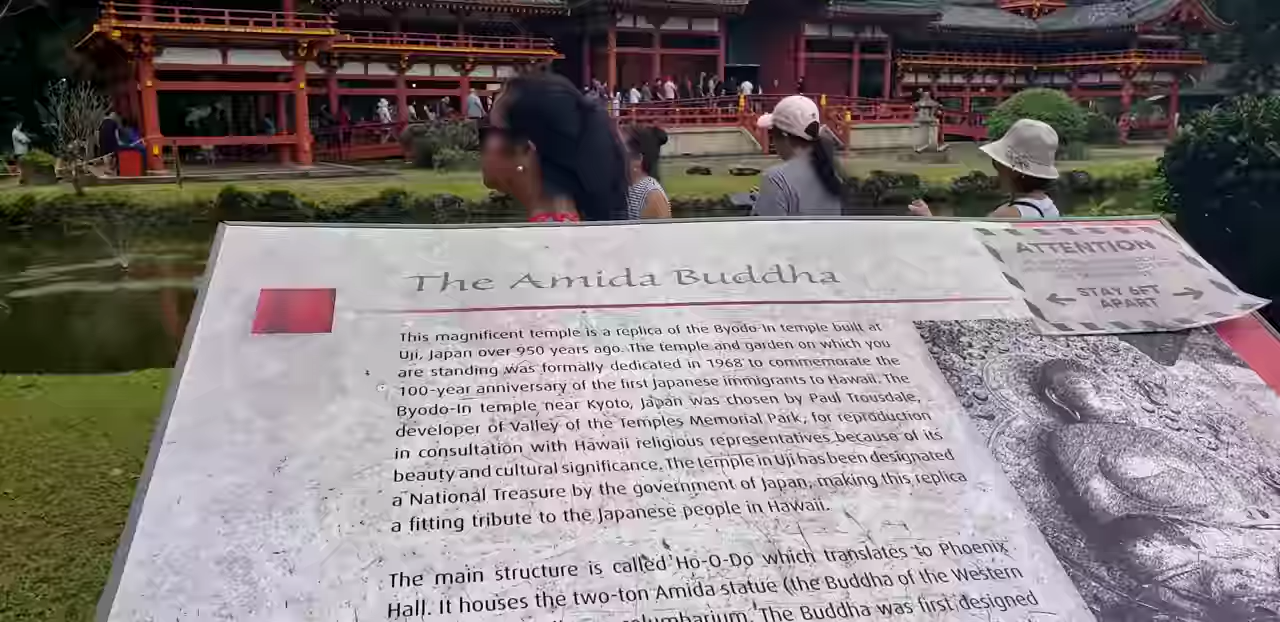 The Amida Buddha
ATTENTION
STAY 6FT
APART
This magnificent temple is a replica of the Byodo-In temple built at
Uji, Japan over 950 years ago. The temple and garden on which you
are standing was formally dedicated in 1968 to commemorate the
100-year anniversary of the first Japanese immigrants to Hawaii. The
Byodo-In temple near Kyoto, Japan was chosen by Paul Trousdale,
developer of Valley of the Temples Memorial Park, for reproduction
in consultation with Hawaii religious representatives because of its
beauty and cultural significance. The temple in Uji has been designated
a National Treasure by the government of Japan, making this replica
a fitting tribute to the Japanese people in Hawaii.
The main structure is called Ho-O-Do which translates to Phoenix
Hall. It houses the two-ton Amida statue (the Buddha of the Western
columbarium. The Buddha was first designed